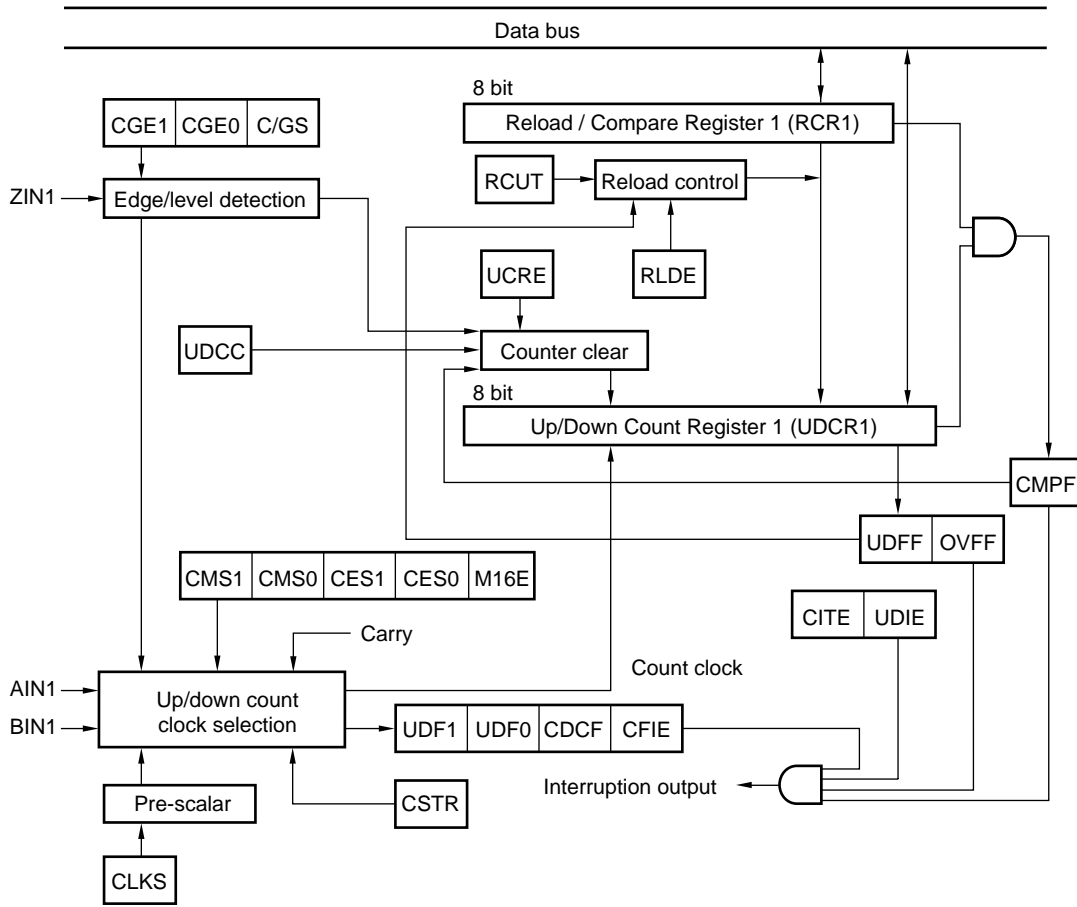 Data bus
8 bit
CGE1 CGE0 C/GS
Reload / Compare Register 1 (RCR1)
RCUT
Reload control
ZIN1
Edge/level detection
UCRE
RLDE
UDCC
Counter clear
8 bit
Up/Down Count Register 1 (UDCR1)
CMPF
UDFF OVFF
CMS1 CMS0 CES1 CES0 M16E
CITE UDIE
Carry
Count clock
AIN1
BIN1
Up/down count
clock selection
UDF1 UDF0 CDCF CFIE
Interruption output
Pre-scalar
CSTR
CLKS